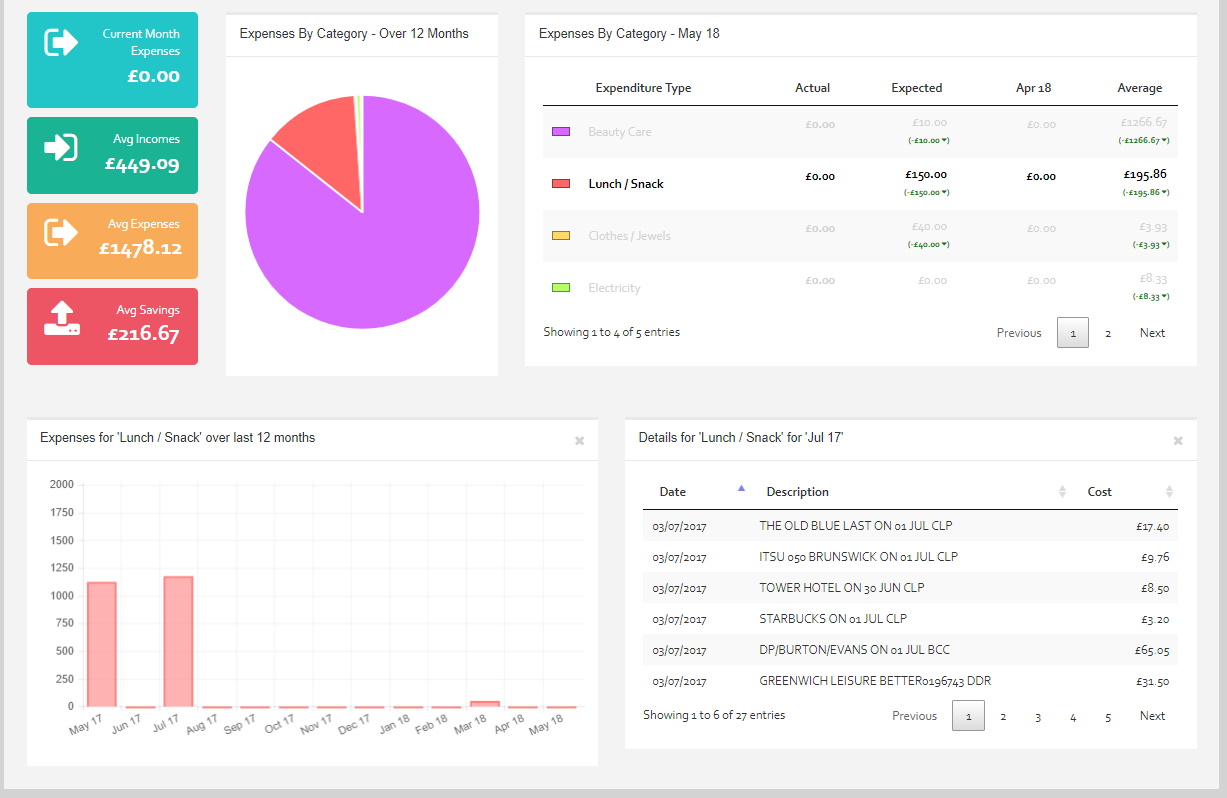 Current Month
Expenses
£0.00
Avg Incomes
£449.09
Avg Expenses
£1478.12
Avg Savings
£216.67
Expenses By Category - Over 12 Months
Expenses By Category - May 18
Expenditure Type Actual Expected Apr 18 Average
Beauty Care £0.00 £10.00 £0.00 £1266.67
(-£10.00 ▾) (-£1266.67 ▾)
Lunch / Snack £0.00 £150.00 £0.00 £195.86
(-£150.00 ▾) (-£195.86 ▾)
Clothes / Jewels £0.00 £40.00 £0.00 £3.93
(-£40.00 ▾) (-£3.93 ▾)
Electricity £0.00 £0.00 £0.00 £8.33
(-£8.33 ▾)
Showing 1 to 4 of 5 entries Previous 1 2 Next
Expenses for 'Lunch / Snack' over last 12 months ×
2000
1750
1500
1250
1000
750
500
250
0
May 17 Jun 17 Jul 17 Aug 17 Sep 17 Oct 17 Nov 17 Dec 17 Jan 18 Feb 18 Mar 18 Apr 18 May 18
Details for 'Lunch / Snack' for 'Jul 17' ×
Date Description Cost
03/07/2017 THE OLD BLUE LAST ON 01 JUL CLP £17.40
03/07/2017 ITSU 050 BRUNSWICK ON 01 JUL CLP £9.76
03/07/2017 TOWER HOTEL ON 30 JUN CLP £8.50
03/07/2017 STARBUCKS ON 01 JUL CLP £3.20
03/07/2017 DP/BURTON/EVANS ON 01 JUL BCC £65.05
03/07/2017 GREENWICH LEISURE BETTER0196743 DDR £31.50
Showing 1 to 6 of 27 entries Previous 1 2 3 4 5 Next